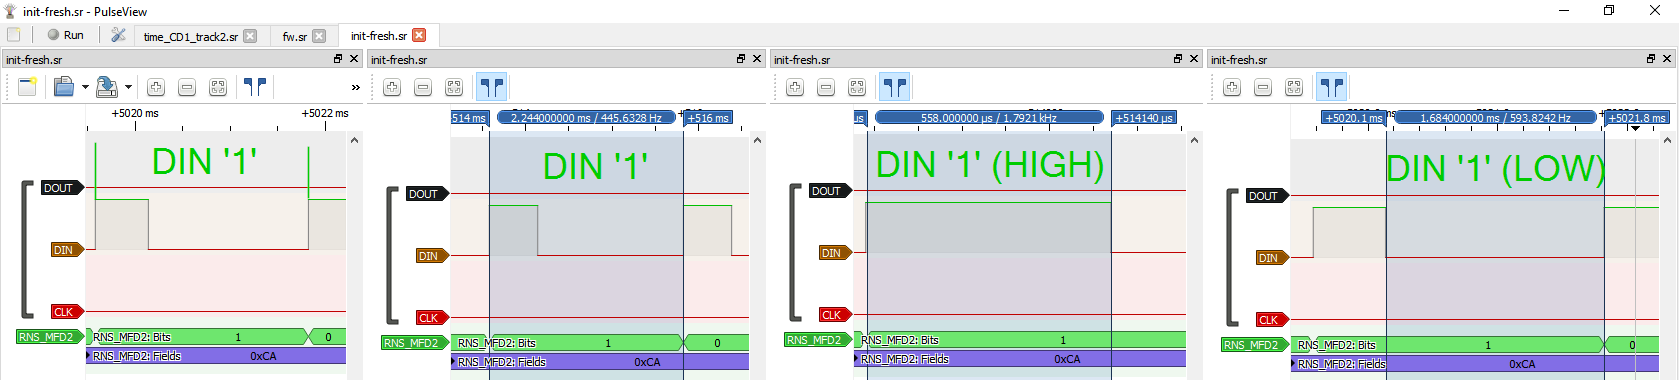 init-fresh.sr - PulseView
Run
time_CD1_track2.sr
fw.sr
init-fresh.sr
init-fresh.sr
»
+5020 ms
+5022 ms
DIN '1'
DOUT
DIN
CLK
RNS_MFD2
RNS_MFD2: Bits
1
0
RNS_MFD2: Fields
0xCA
init-fresh.sr
514 ms
2.244000000 ms / 445.6328 Hz
+516 ms
DIN '1'
DOUT
DIN
CLK
RNS_MFD2
RNS_MFD2: Bits
1
0
RNS_MFD2: Fields
0xCA
init-fresh.sr
µs
558.000000 µs / 1.7921 kHz
+514140 µs
DIN '1' (HIGH)
DOUT
DIN
CLK
RNS_MFD2
RNS_MFD2: Bits
1
RNS_MFD2: Fields
0xCA
init-fresh.sr
+5020.1 ms
1.684000000 ms / 593.8242 Hz
+5021.8 ms
DIN '1' (LOW)
DOUT
DIN
CLK
RNS_MFD2
RNS_MFD2: Bits
1
0
RNS_MFD2: Fields
0xCA